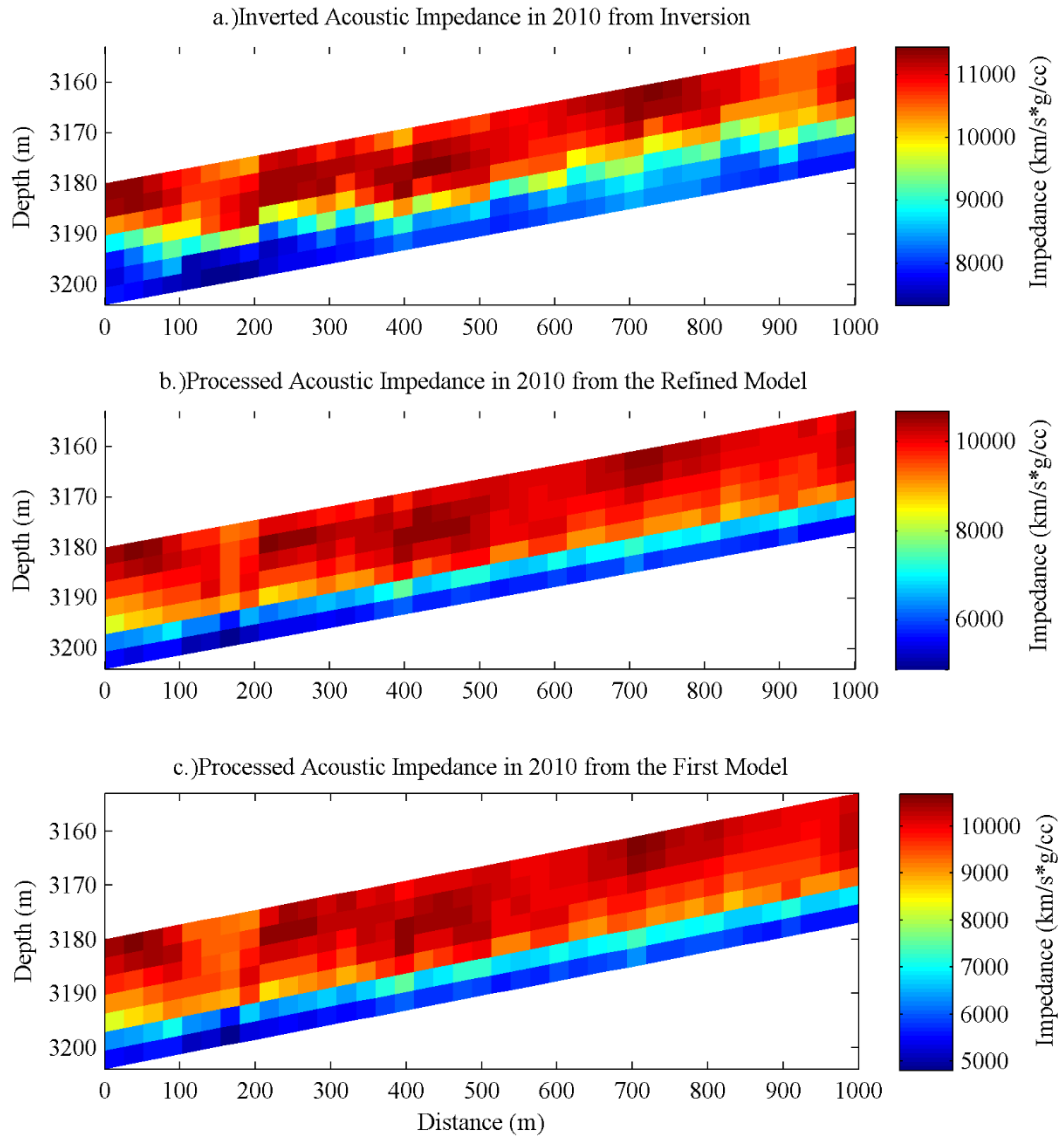 a.)Inverted Acoustic Impedance in 2010 from Inversion
3160
3170
3180
3190
3200
Depth (m)
0 100 200 300 400 500 600 700 800 900 1000
11000
10000
9000
8000
Impedance (km/s*g/cc)
b.)Processed Acoustic Impedance in 2010 from the Refined Model
3160
3170
3180
3190
3200
Depth (m)
0 100 200 300 400 500 600 700 800 900 1000
10000
8000
6000
Impedance (km/s*g/cc)
c.)Processed Acoustic Impedance in 2010 from the First Model
3160
3170
3180
3190
3200
Depth (m)
0 100 200 300 400 500 600 700 800 900 1000
Distance (m)
10000
9000
8000
7000
6000
5000
Impedance (km/s*g/cc)